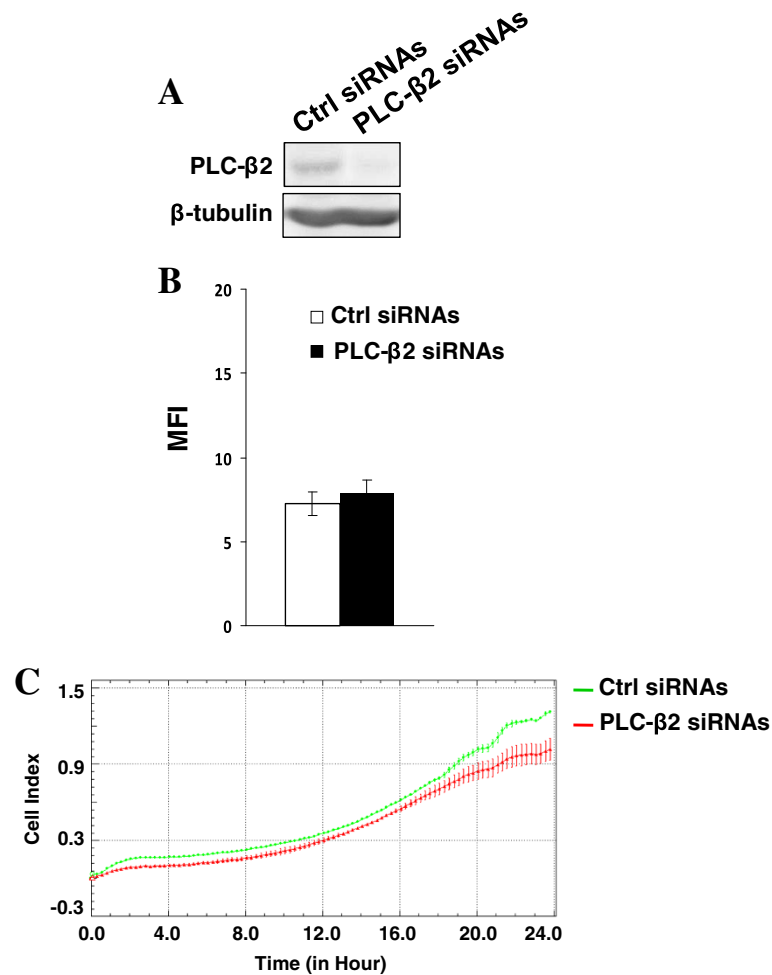 A
Ctrl siRNAs
PLC-β2 siRNAs
PLC-β2
β-tubulin
B
20
15
10
5
0
MFI
Ctrl siRNAs
PLC-β2 siRNAs
C
1.5
0.9
0.3
-0.3
Cell Index
0.0 4.0 8.0 12.0 16.0 20.0 24.0
Time (in Hour)
Ctrl siRNAs
PLC-β2 siRNAs